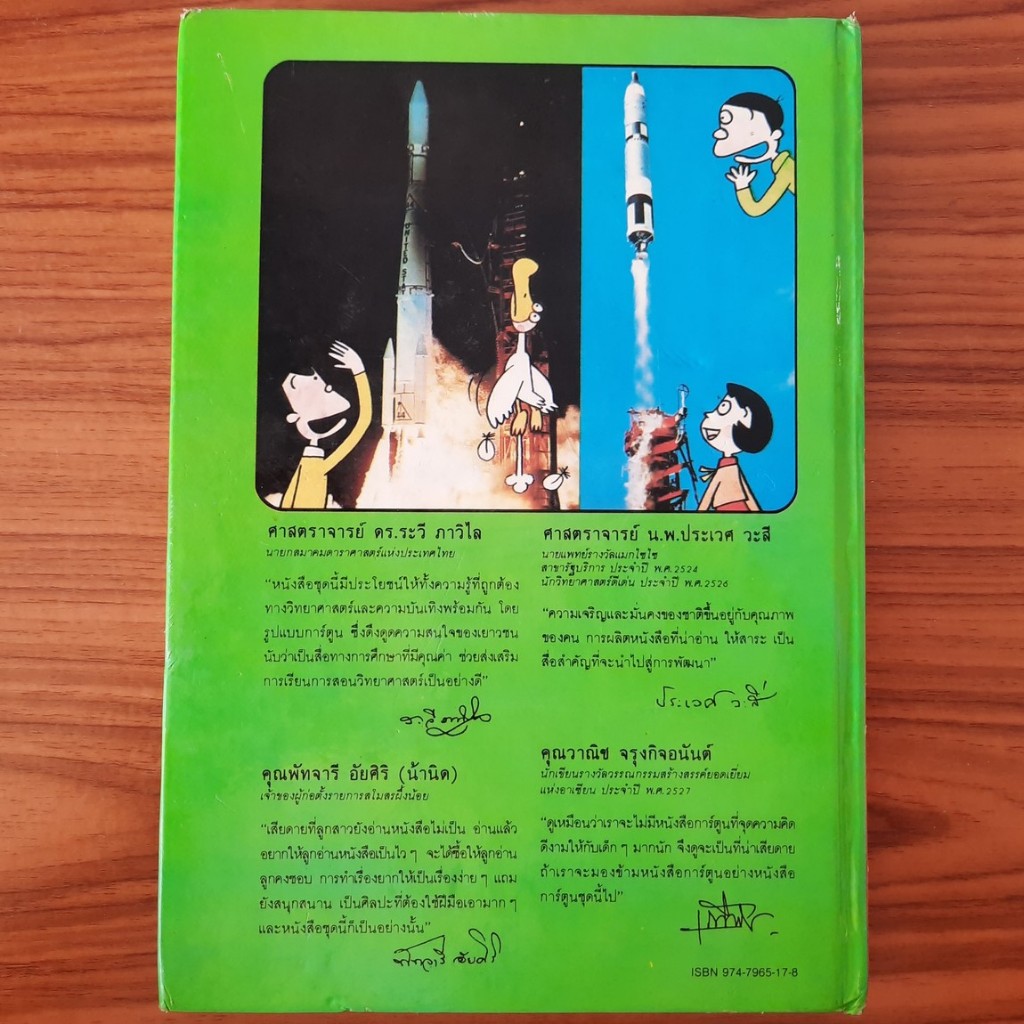 UNITED ST
ศาสตราจารย์ ดร.ระวี ภาวิไล
นายกสมาคมดาราศาสตร์แห่งประเทศไทย
“หนังสือชุดนี้มีประโยชน์ให้ทั้งความรู้ที่ถูกต้อง
ทางวิทยาศาสตร์และความบันเทิงพร้อมกัน โดย
รูปแบบการ์ตูน ซึ่งดึงดูดความสนใจของเยาวชน
นับว่าเป็นสื่อทางการศึกษาที่มีคุณค่า ช่วยส่งเสริม
การเรียนการสอนวิทยาศาสตร์เป็นอย่างดี”
ศาสตราจารย์ น.พ.ประเวศ วะสี
นายแพทย์รางวัลแมกไซไซ
สาขารัฐบริการ ประจำปี พ.ศ.2524
นักวิทยาศาสตร์ดีเด่น ประจำปี พ.ศ.2526
“ความเจริญและมั่นคงของชาติขึ้นอยู่กับคุณภาพ
ของคน การผลิตหนังสือที่น่าอ่าน ให้สาระ เป็น
สื่อสำคัญที่จะนำไปสู่การพัฒนา”
ประเวศ วะสี
คุณพัทจารี อัยศิริ (น้านิด)
เจ้าของผู้ก่อตั้งรายการสโมสรผึ้งน้อย
“เสียดายที่ลูกสาวยังอ่านหนังสือไม่เป็น อ่านแล้ว
อยากให้ลูกอ่านหนังสือเป็นไวๆ จะได้ซื้อให้ลูกอ่าน
ลูกคงชอบ การทำเรื่องยากให้เป็นเรื่องง่ายๆ แถม
ยังสนุกสนาน เป็นศิลปะที่ต้องใช้ฝีมือเอามากๆ
และหนังสือชุดนี้ก็เป็นอย่างนั้น”
พัทจารี อัยศิริ
คุณวาณิช จรุงกิจอนันต์
นักเขียนรางวัลวรรณกรรมสร้างสรรค์ยอดเยี่ยม
แห่งอาเซียน ประจำปี พ.ศ.2527
“ดูเหมือนว่าเราจะไม่มีหนังสือการ์ตูนที่จุดความคิด
ดีงามให้กับเด็กๆ มากนัก จึงดูจะเป็นที่น่าเสียดาย
ถ้าเราจะมองข้ามหนังสือการ์ตูนอย่างหนังสือ
การ์ตูนชุดนี้ไป”
ISBN 974-7965-17-8